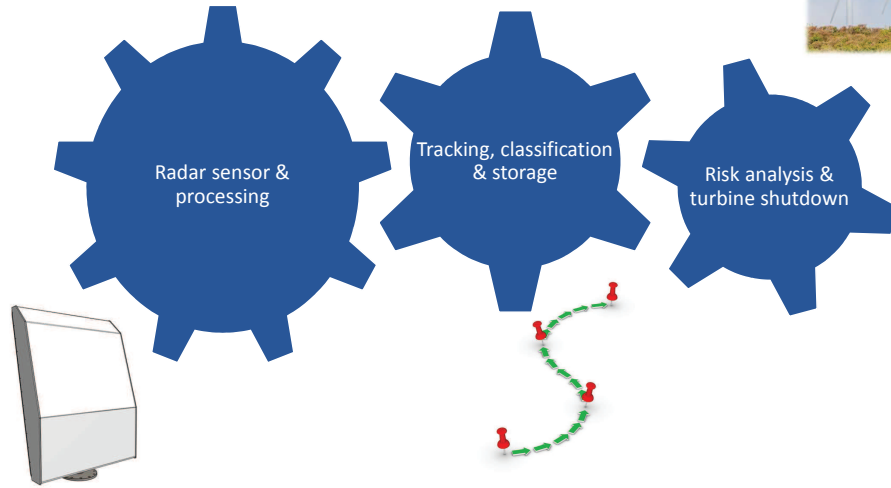 Radar sensor &
processing
Tracking, classification
& storage
Risk analysis &
turbine shutdown